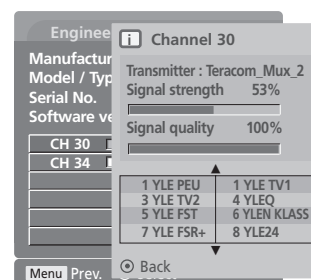 Engineer
Channel 30
Manufactur
Model / Typ
Serial No.
Software ve
CH 30
CH 34
Transmitter : Teracom_Mux_2
Signal strength 53%
Signal quality 100%
1 YLE PEU 1 YLE TV1
3 YLE TV2 4 YLEQ
5 YLE FST 6 YLEN KLASS
7 YLE FSR+ 8 YLE24
Back
Menu Prev.